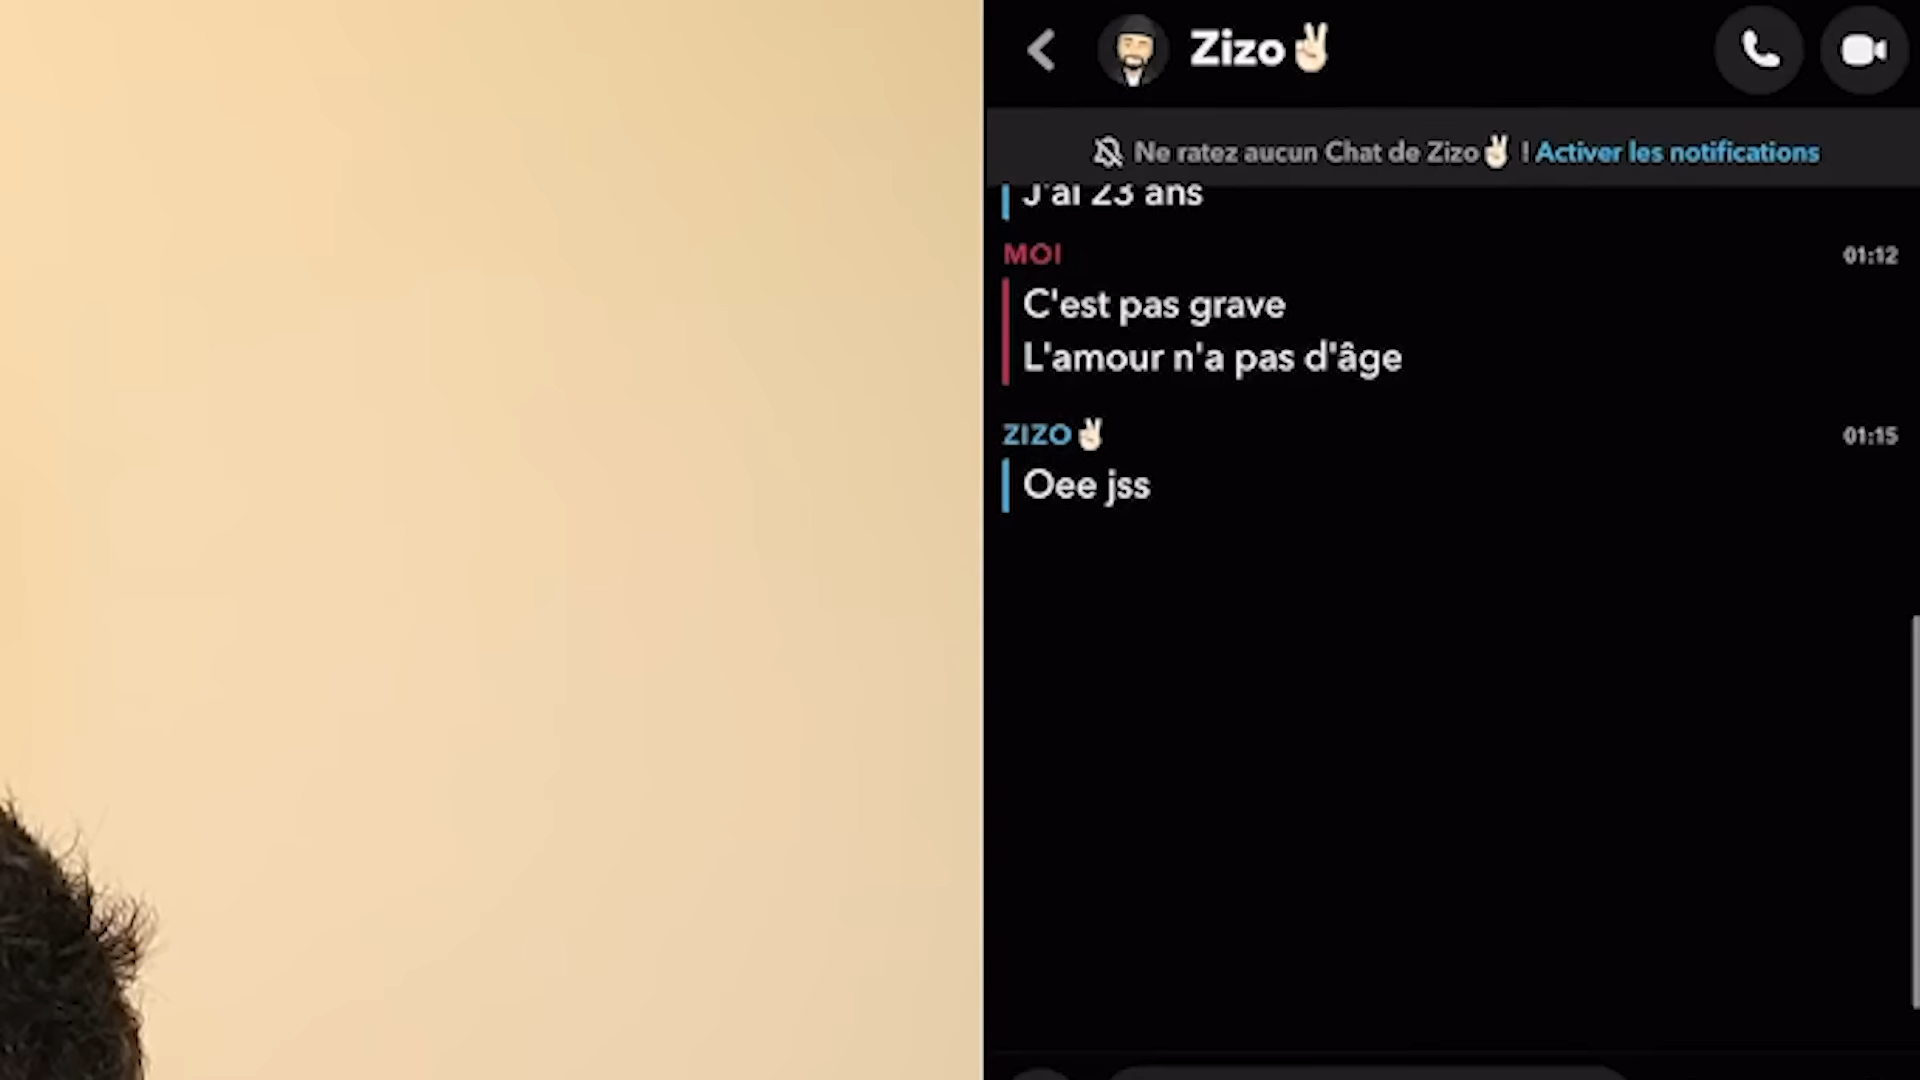 Zizo✌🏻
Ne ratez aucun Chat de Zizo✌🏻 ! Activer les notifications
J'ai 23 ans
MOI 01:12
C'est pas grave
L'amour n'a pas d'âge
ZIZO✌🏻 01:15
Oee jss